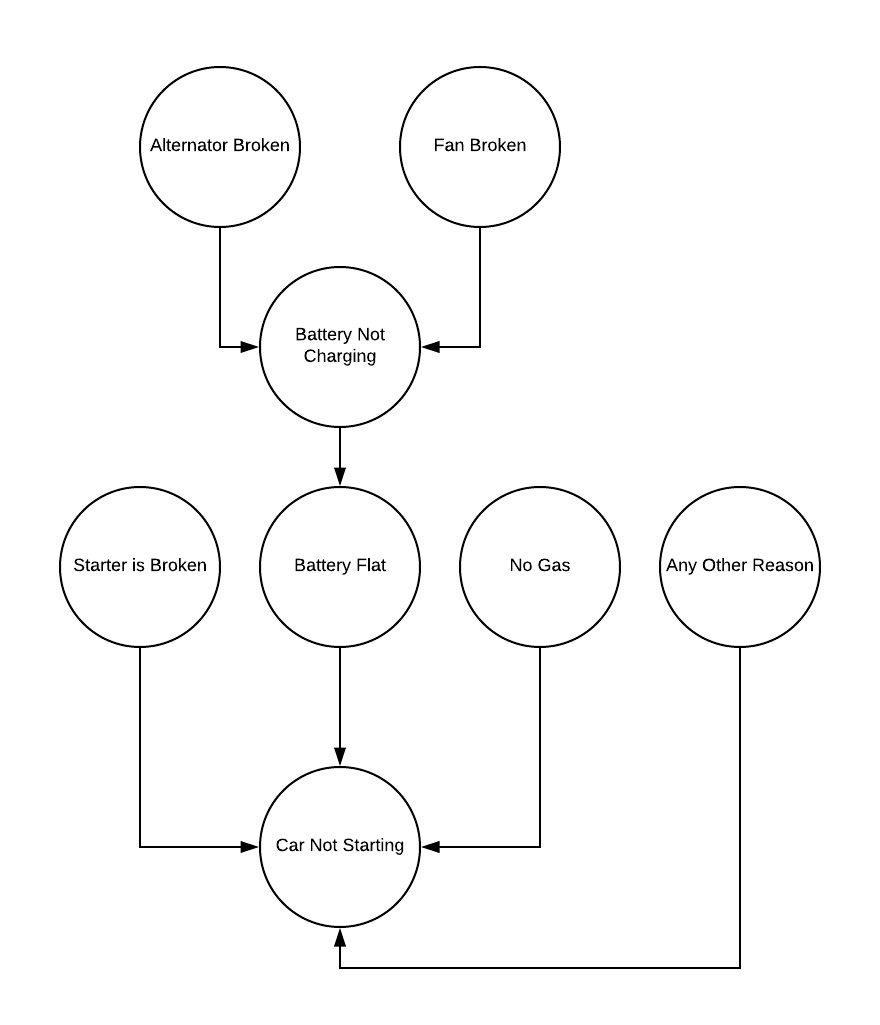 Alternator Broken
Fan Broken
Battery Not
Charging
Starter is Broken
Battery Flat
No Gas
Any Other Reason
Car Not Starting